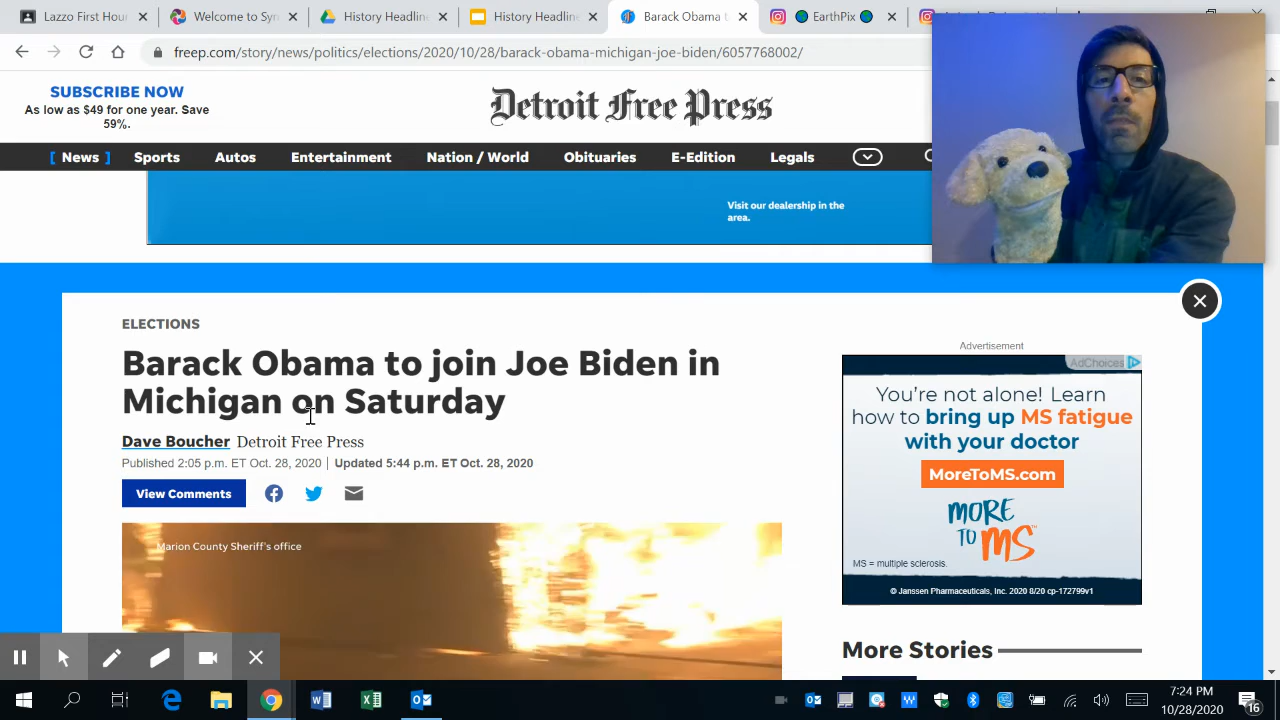 Lazzo First Hour
History Headline
History Headline
Barack Obama t
EarthPix
freep.com/story/news/politics/elections/2020/10/28/barack-obama-michigan-joe-biden/6057768002/
SUBSCRIBE NOW
As low as $49 for one year. Save
59%.
Detroit Free Press
[ News ]
Sports
Autos
Entertainment
Nation / World
Obituaries
E-Edition
Legals
Visit our dealership in the
area.
ELECTIONS
Barack Obama to join Joe Biden in
Michigan on Saturday
Dave Boucher Detroit Free Press
Published 2:05 p.m. ET Oct. 28, 2020 | Updated 5:44 p.m. ET Oct. 28, 2020
View Comments
Marion County Sheriff's office
Advertisement
AdChoices
You're not alone! Learn
how to bring up MS fatigue
with your doctor
MoreToMS.com
MORE
TO MS™
MS = multiple sclerosis.
© Janssen Pharmaceuticals, Inc. 2020 8/20 cp-172799v1
More Stories
7:24 PM
10/28/2020
16